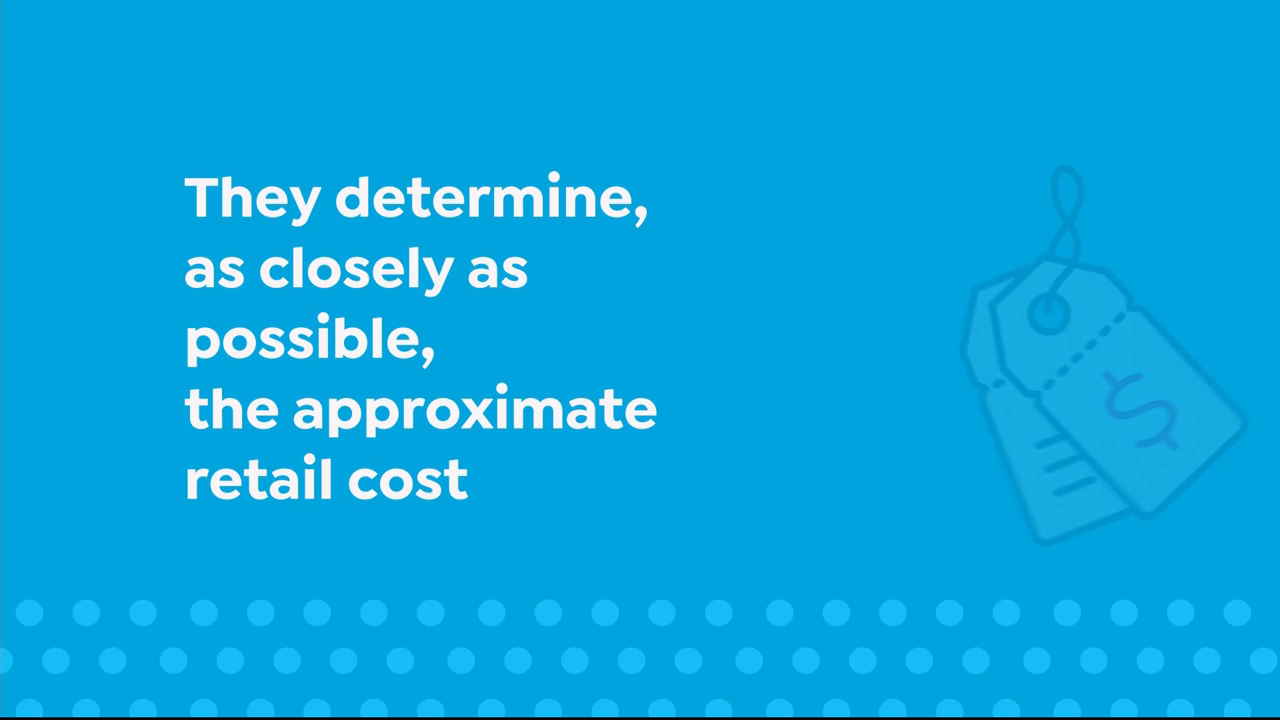 They determine,
as closely as
possible,
the approximate
retail cost
$